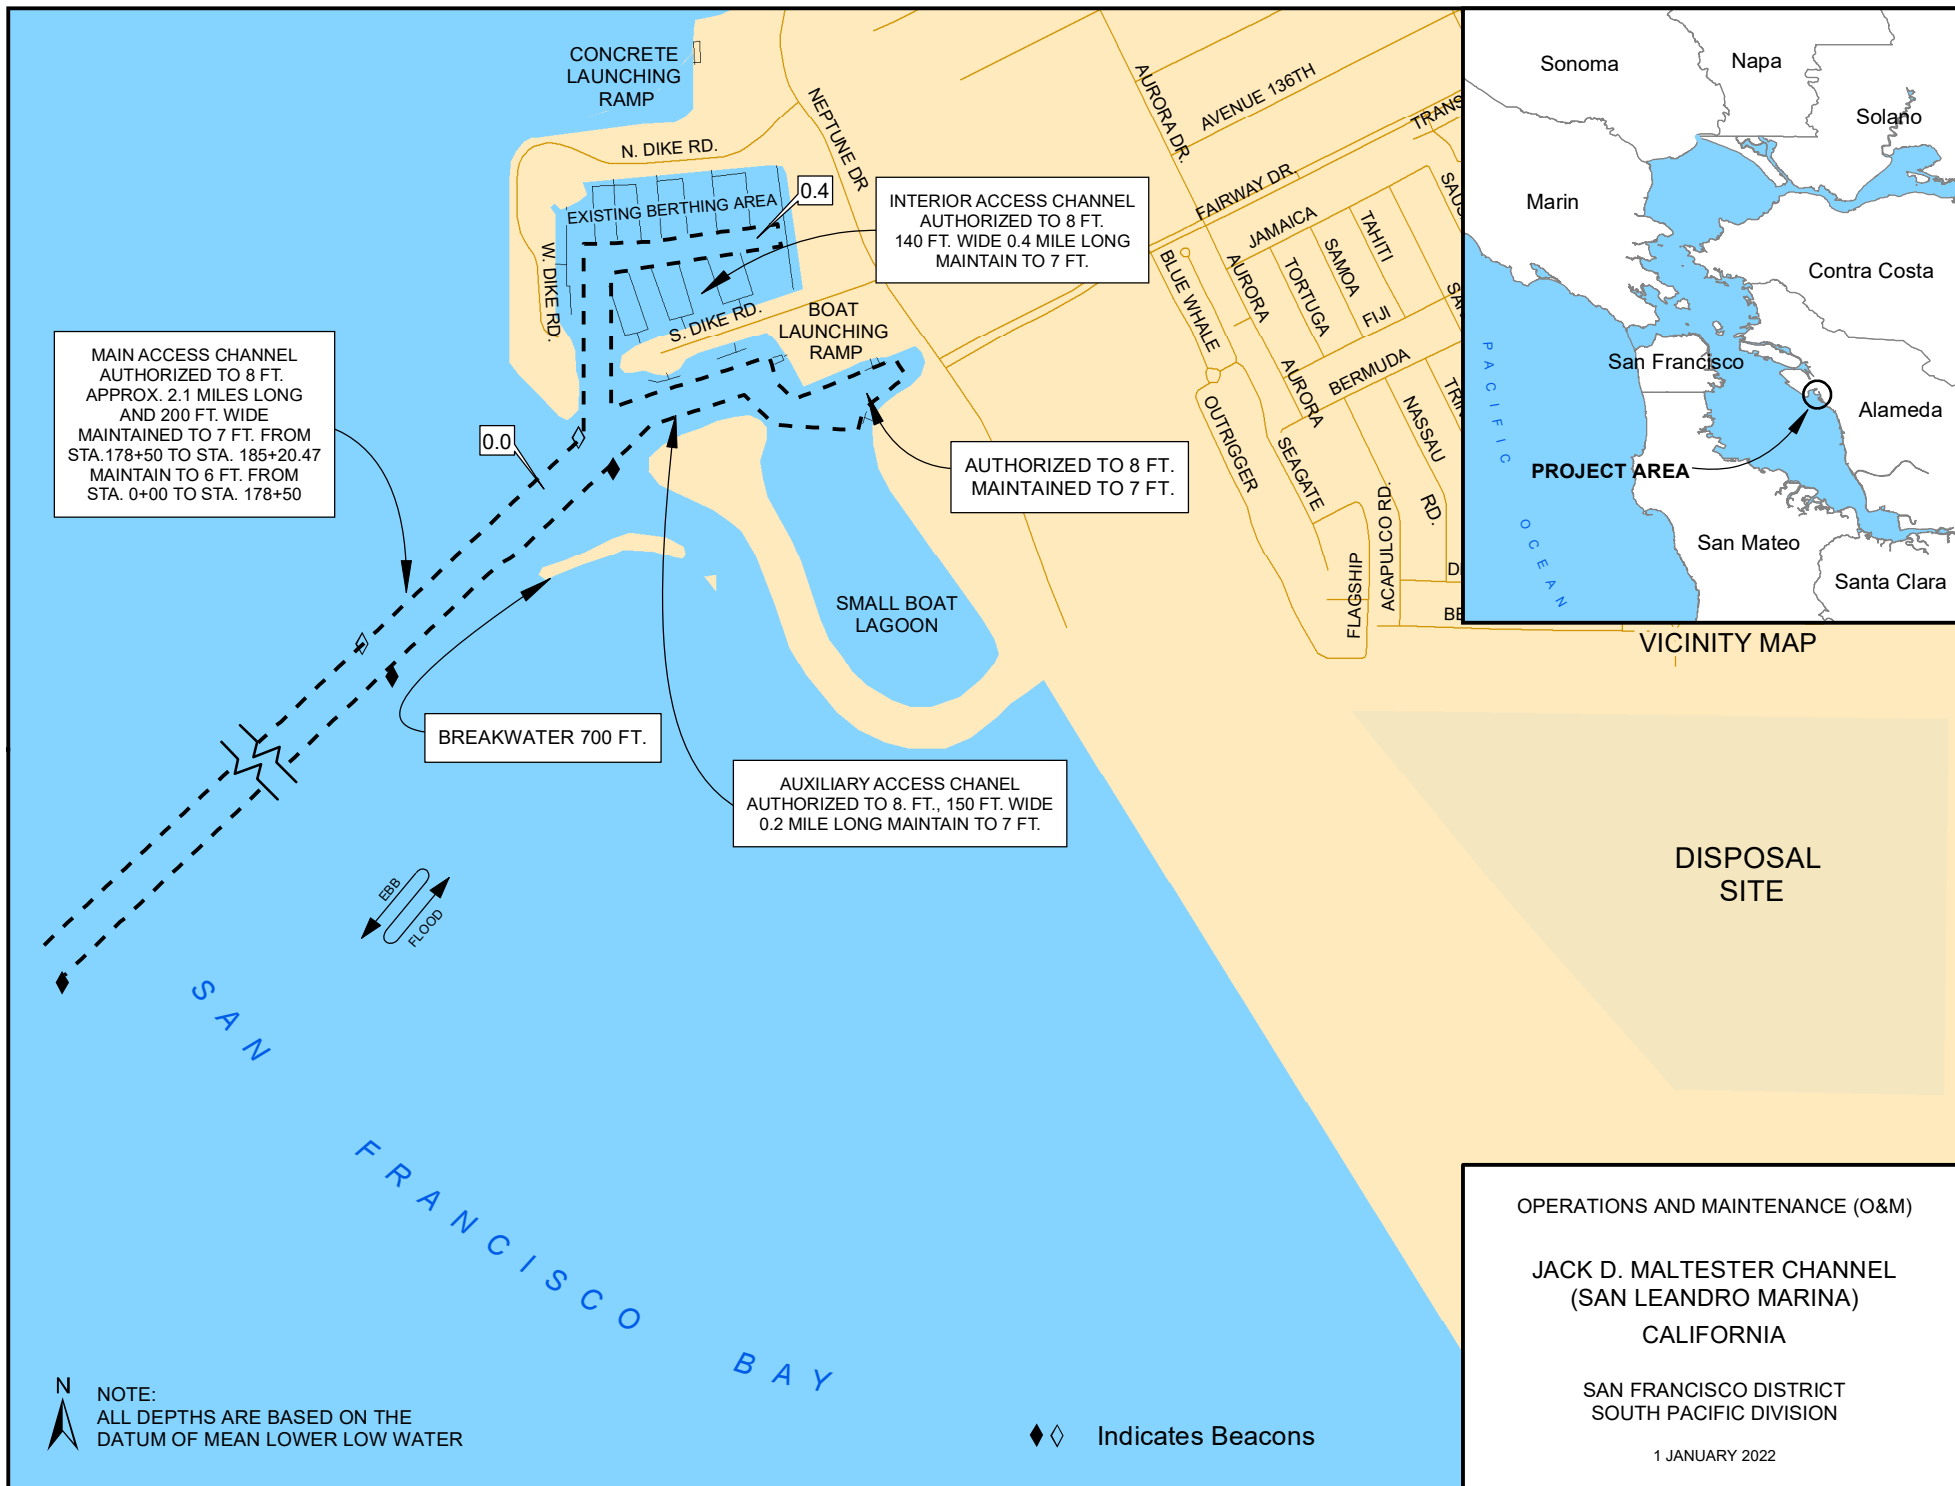 CONCRETE
LAUNCHING
RAMP
N. DIKE RD.
NEPTUNE DR
AURORA DR.
AVENUE 136TH
FAIRWAY DR.
EXISTING BERTHING AREA
0.4
INTERIOR ACCESS CHANNEL
AUTHORIZED TO 8 FT.
140 FT. WIDE 0.4 MILE LONG
MAINTAIN TO 7 FT.
W. DIKE RD.
S. DIKE RD.
BOAT
LAUNCHING
RAMP
JAMAICA
TAHITI
SAMOA
TORTUGA
FIJI
AURORA
BLUE WHALE
BERMUDA
AURORA
NASSAU
RD.
OUTRIGGER
SEAGATE
ACAPULCO RD.
FLAGSHIP
MAIN ACCESS CHANNEL
AUTHORIZED TO 8 FT.
APPROX. 2.1 MILES LONG
AND 200 FT. WIDE
MAINTAINED TO 7 FT. FROM
STA.178+50 TO STA. 185+20.47
MAINTAIN TO 6 FT. FROM
STA. 0+00 TO STA. 178+50
0.0
AUTHORIZED TO 8 FT.
MAINTAINED TO 7 FT.
SMALL BOAT
LAGOON
BREAKWATER 700 FT.
AUXILIARY ACCESS CHANEL
AUTHORIZED TO 8. FT., 150 FT. WIDE
0.2 MILE LONG MAINTAIN TO 7 FT.
EBB
FLOOD
SAN
FRANCISCO
BAY
Sonoma
Napa
Solano
Marin
Contra Costa
San Francisco
Alameda
PACIFIC
OCEAN
PROJECT AREA
San Mateo
Santa Clara
VICINITY MAP
DISPOSAL
SITE
N
NOTE:
ALL DEPTHS ARE BASED ON THE
DATUM OF MEAN LOWER LOW WATER
Indicates Beacons
OPERATIONS AND MAINTENANCE (O&M)
JACK D. MALTESTER CHANNEL
(SAN LEANDRO MARINA)
CALIFORNIA
SAN FRANCISCO DISTRICT
SOUTH PACIFIC DIVISION
1 JANUARY 2022